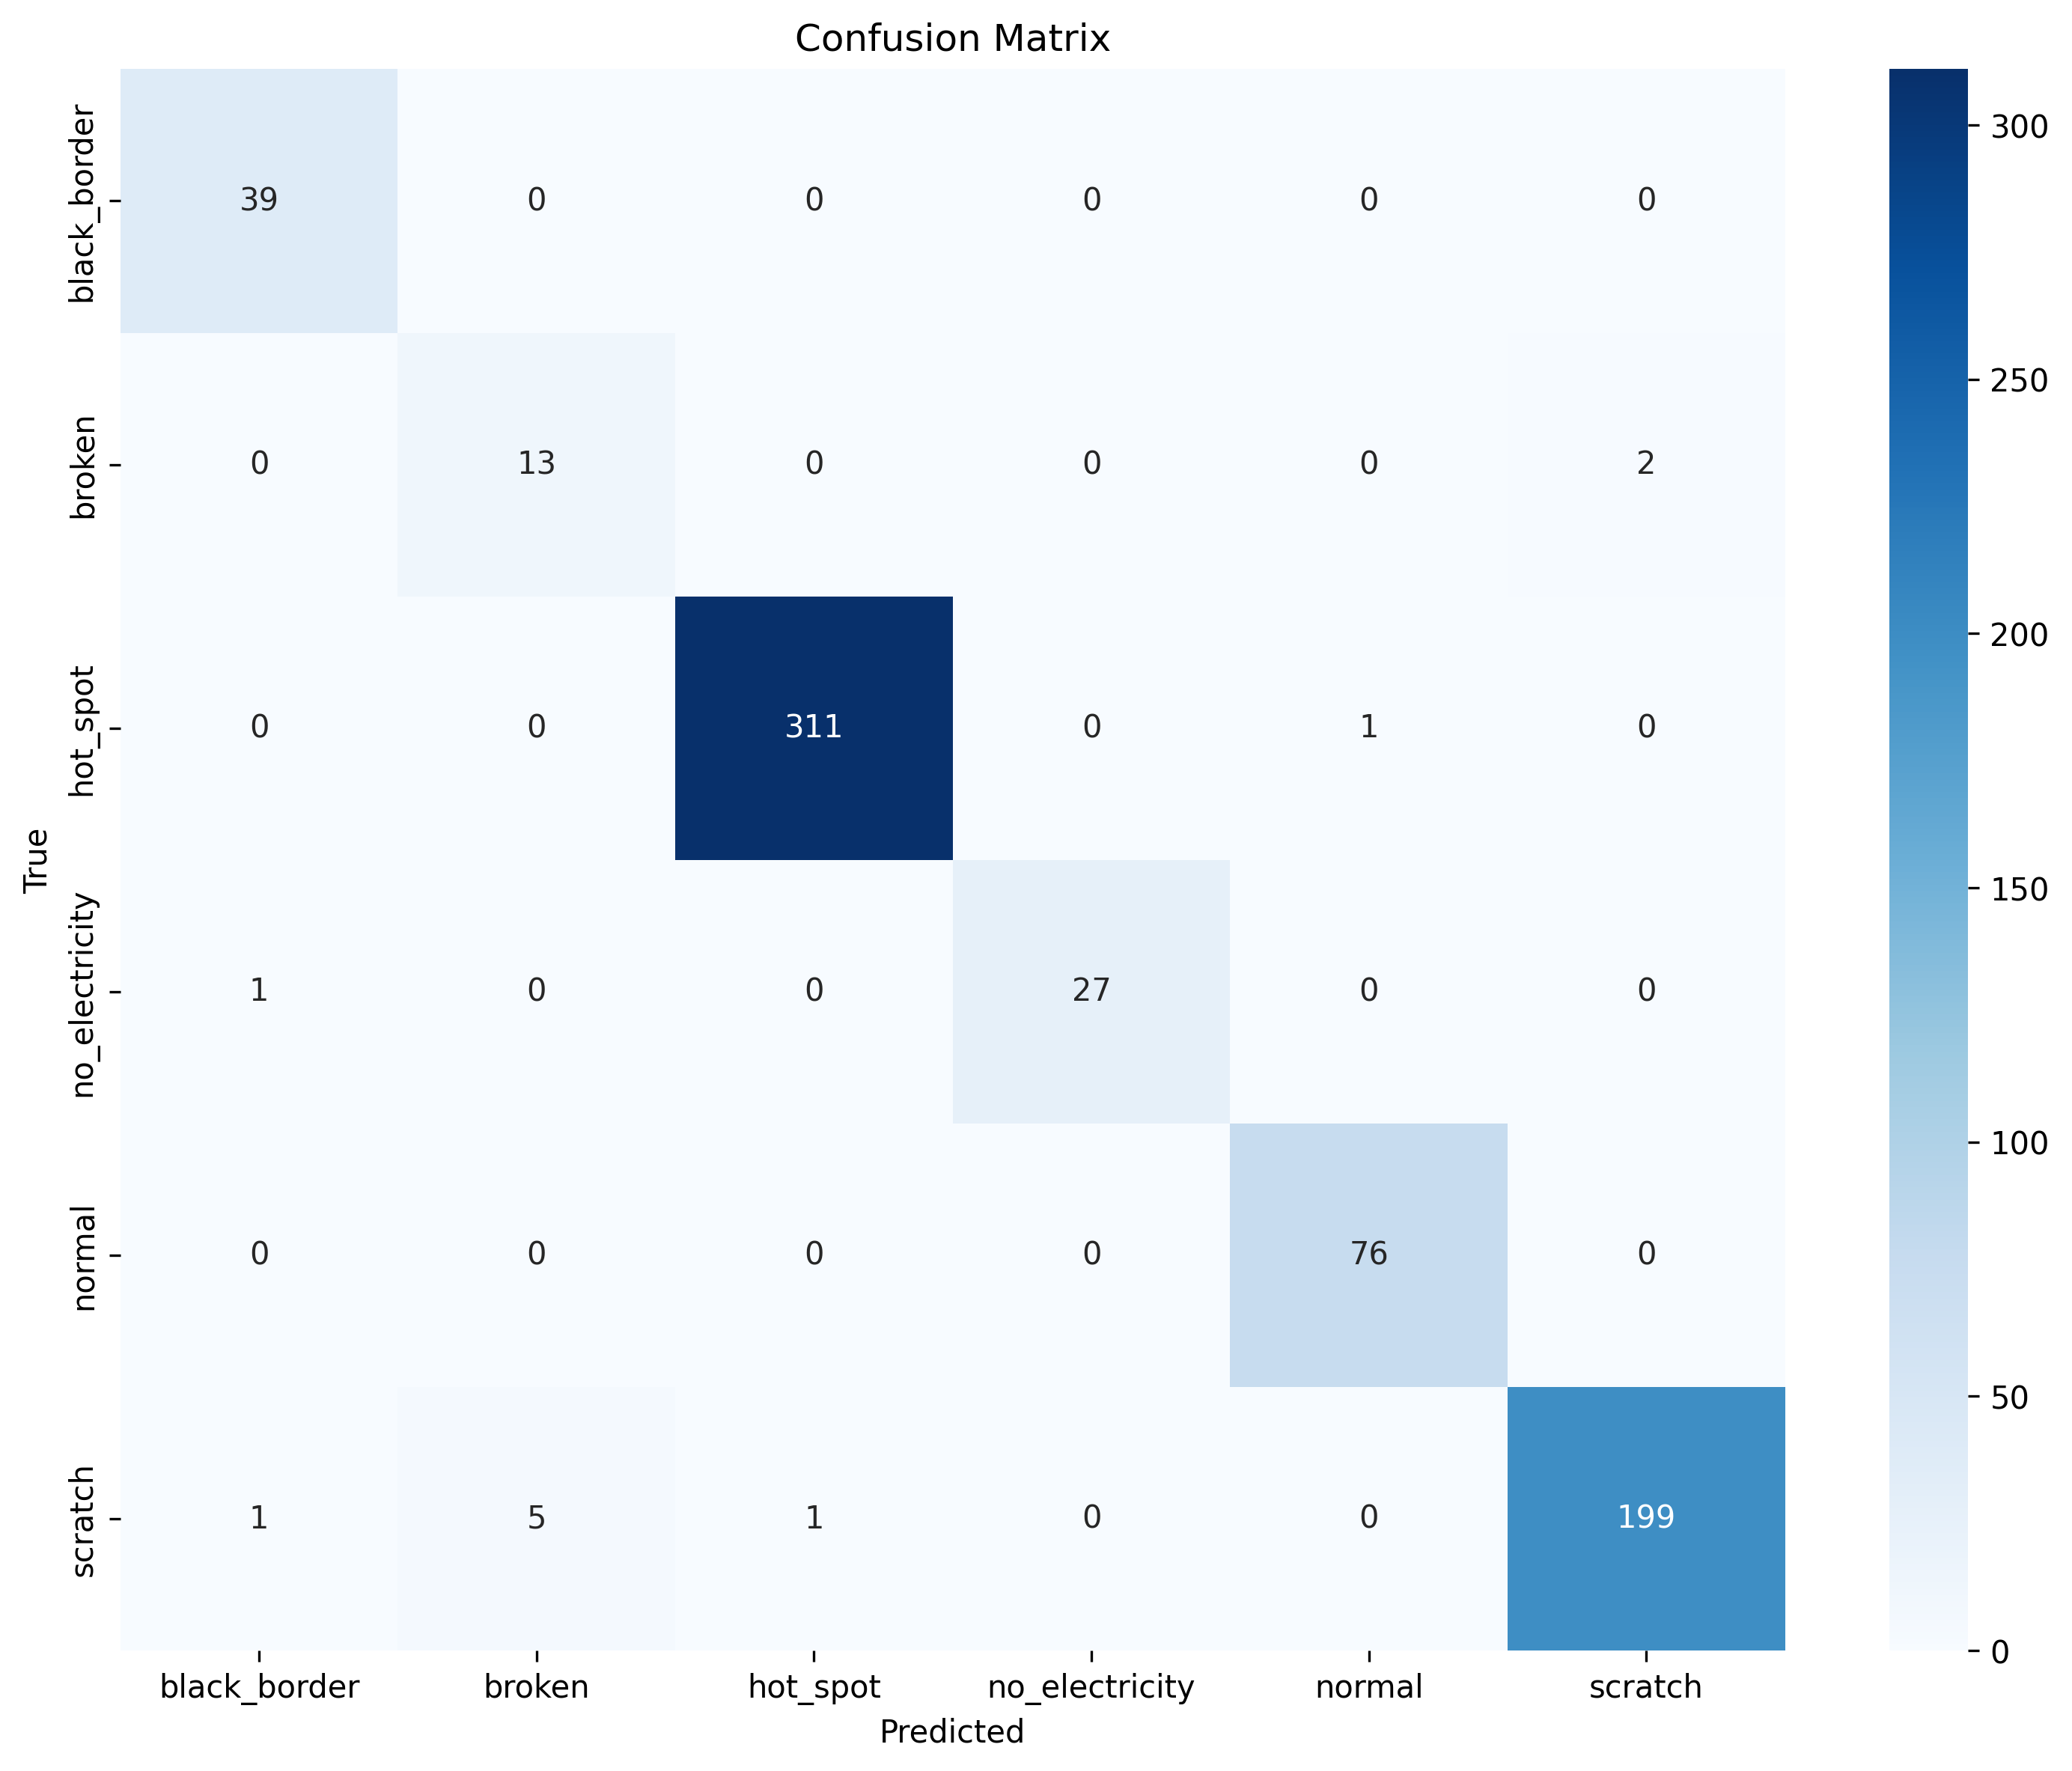 Confusion Matrix
True
black_border
39 0 0 0 0 0
broken
0 13 0 0 0 2
hot_spot
0 0 311 0 1 0
no_electricity
1 0 0 27 0 0
normal
0 0 0 0 76 0
scratch
1 5 1 0 0 199
black_border broken hot_spot no_electricity normal scratch
Predicted
300
250
200
150
100
50
0